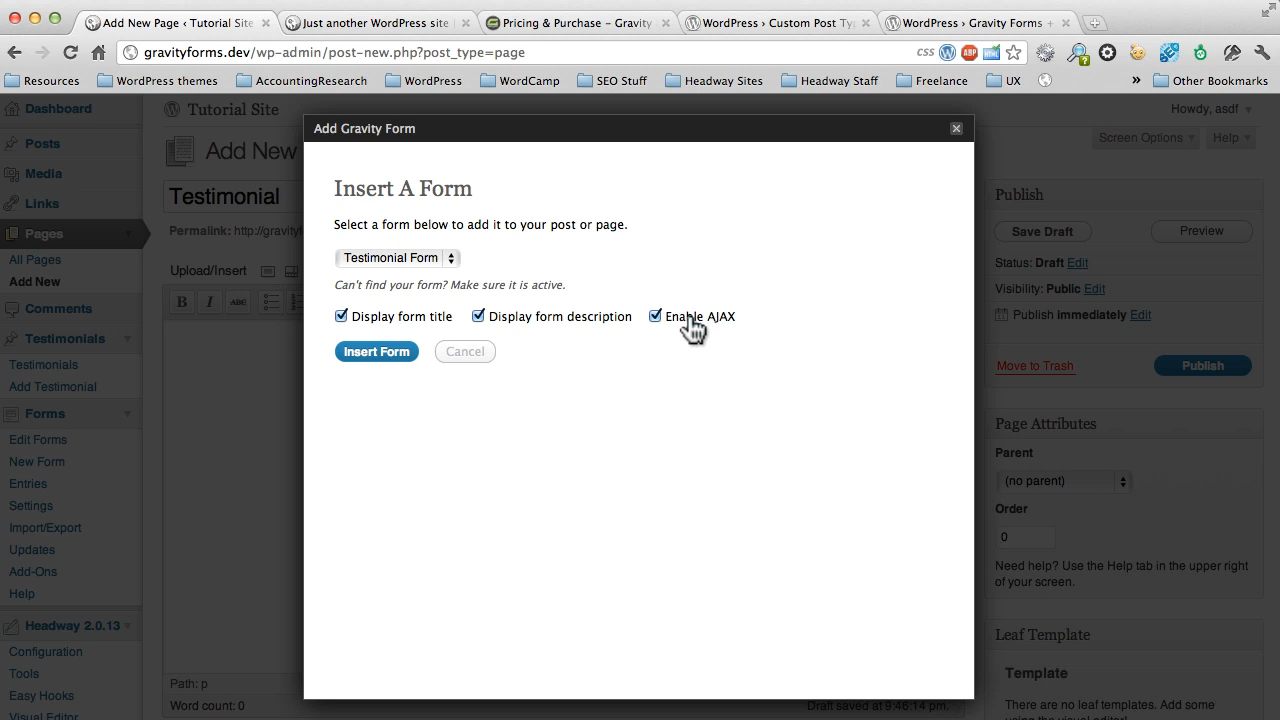 Add New Page ‹ Tutorial Site
Just another WordPress site |
Pricing & Purchase – Gravity
WordPress › Custom Post Typ
WordPress › Gravity Forms +
gravityforms.dev/wp-admin/post-new.php?post_type=page
CSS
ABP
Resources
WordPress themes
AccountingResearch
WordPress
WordCamp
SEO Stuff
Headway Sites
Headway Staff
Freelance
UX
»
Other Bookmarks
Headway
Tutorial Site
Howdy, asdf
Add Gravity Form
Screen Options
Help
Posts
Add New
Media
Links
Testimonial
Insert A Form
Publish
Pages
Permalink: http://gravityf
Select a form below to add it to your post or page.
Save Draft
Preview
All Pages
Upload/Insert
Testimonial Form
Status: Draft Edit
Add New
Can't find your form? Make sure it is active.
Visibility: Public Edit
Comments
B I ABC
Display form title
Display form description
Enable AJAX
Publish immediately Edit
Testimonials
Insert Form
Cancel
Testimonials
Move to Trash
Publish
Add Testimonial
Forms
Page Attributes
Edit Forms
Parent
New Form
(no parent)
Entries
Order
Settings
0
Import/Export
Updates
Need help? Use the Help tab in the upper right
of your screen.
Add-Ons
Help
Headway 2.0.13
Leaf Template
Configuration
Tools
Template
Path: p
Easy Hooks
Word count: 0
Draft saved at 9:46:14 pm.
There are no leaf templates. Add some
Visual Editor
using the visual editor!